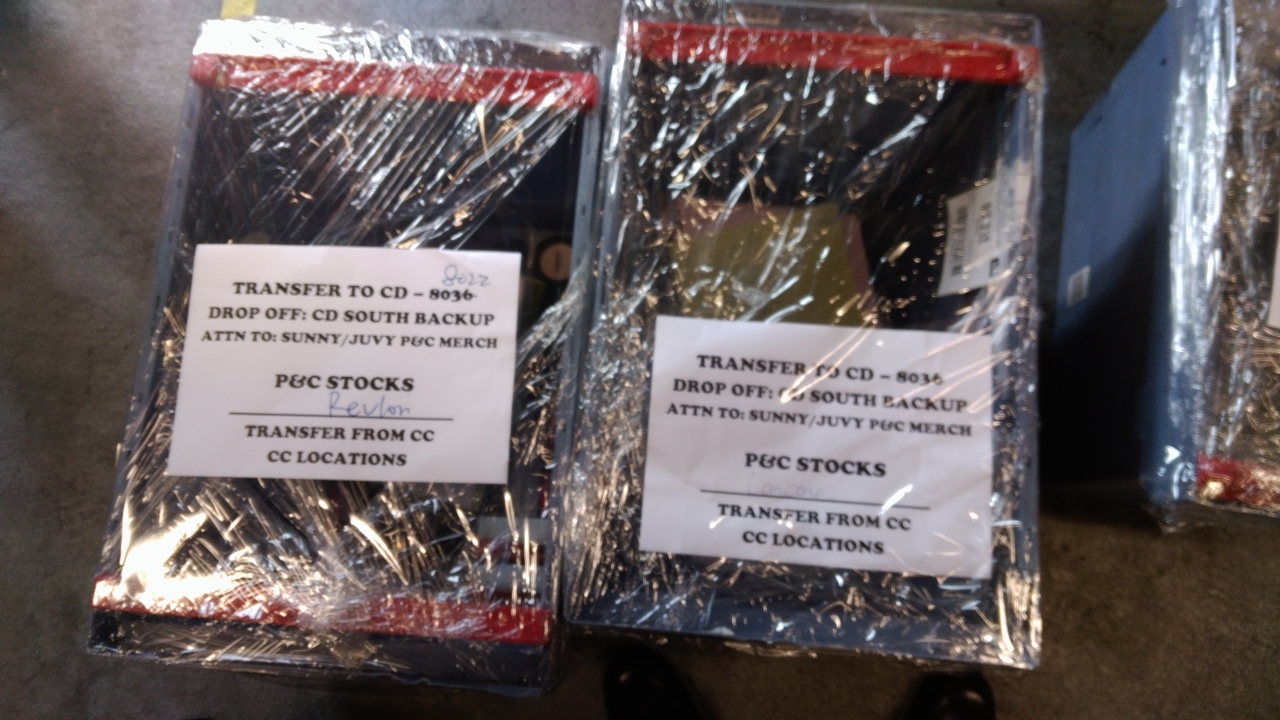 8022
TRANSFER TO CD – 8036
DROP OFF: CD SOUTH BACKUP
ATTN TO: SUNNY/JUVY P&C MERCH
P&C STOCKS
Revlon
TRANSFER FROM CC
CC LOCATIONS
TRANSFER TO CD – 8036
DROP OFF: CD SOUTH BACKUP
ATTN TO: SUNNY/JUVY P&C MERCH
P&C STOCKS
TRANSFER FROM CC
CC LOCATIONS